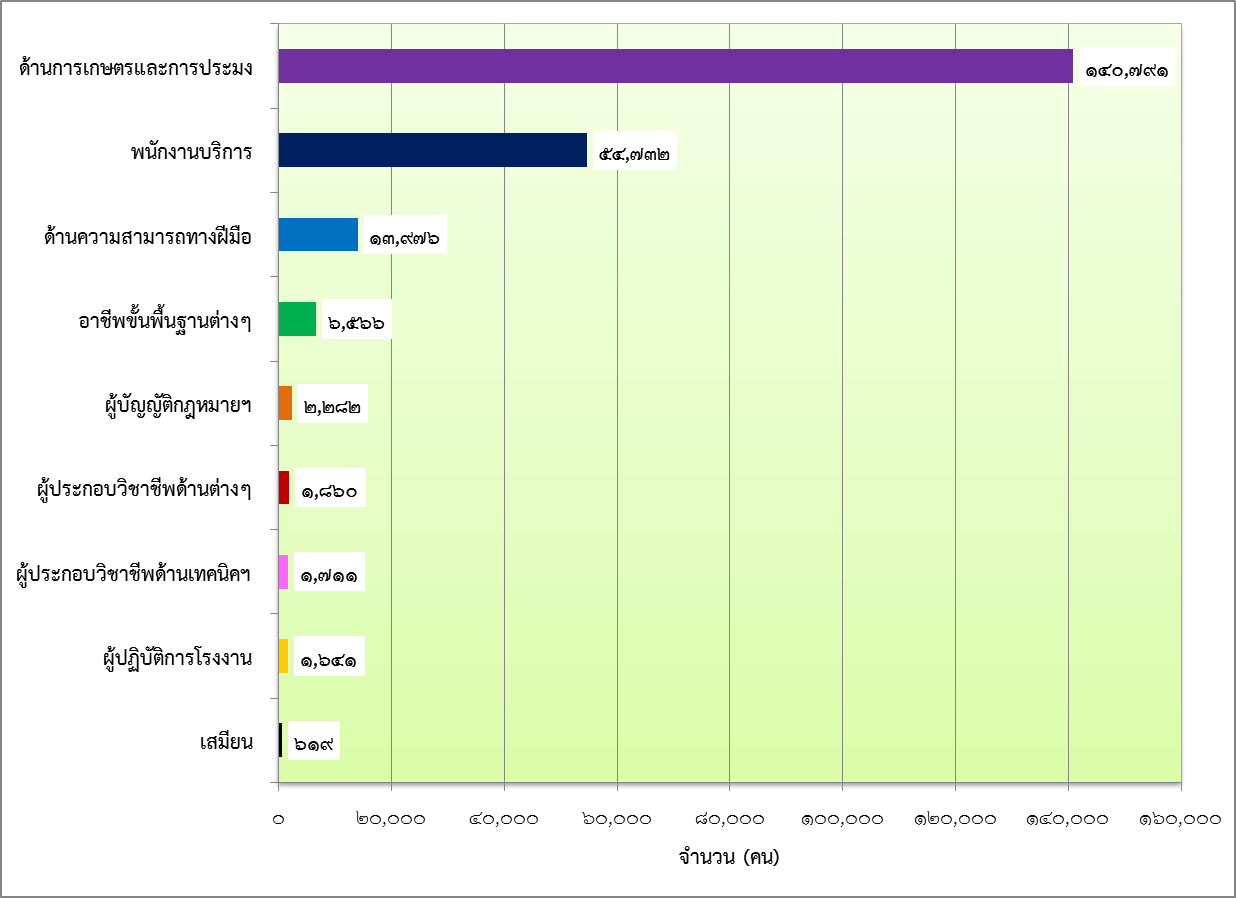 ด้านการเกษตรและการประมง ๑๔๐,๗๙๑
พนักงานบริการ ๕๔,๗๓๒
ด้านความสามารถทางฝีมือ ๑๓,๙๗๖
อาชีพขั้นพื้นฐานต่างๆ ๖,๕๖๖
ผู้บัญญัติกฎหมายฯ ๒,๒๘๒
ผู้ประกอบวิชาชีพด้านต่างๆ ๑,๘๖๐
ผู้ประกอบวิชาชีพด้านเทคนิคฯ ๑,๗๑๑
ผู้ปฏิบัติการโรงงาน ๑,๖๔๑
เสมียน ๖๑๙
๐ ๒๐,๐๐๐ ๔๐,๐๐๐ ๖๐,๐๐๐ ๘๐,๐๐๐ ๑๐๐,๐๐๐ ๑๒๐,๐๐๐ ๑๔๐,๐๐๐ ๑๖๐,๐๐๐
จำนวน (คน)